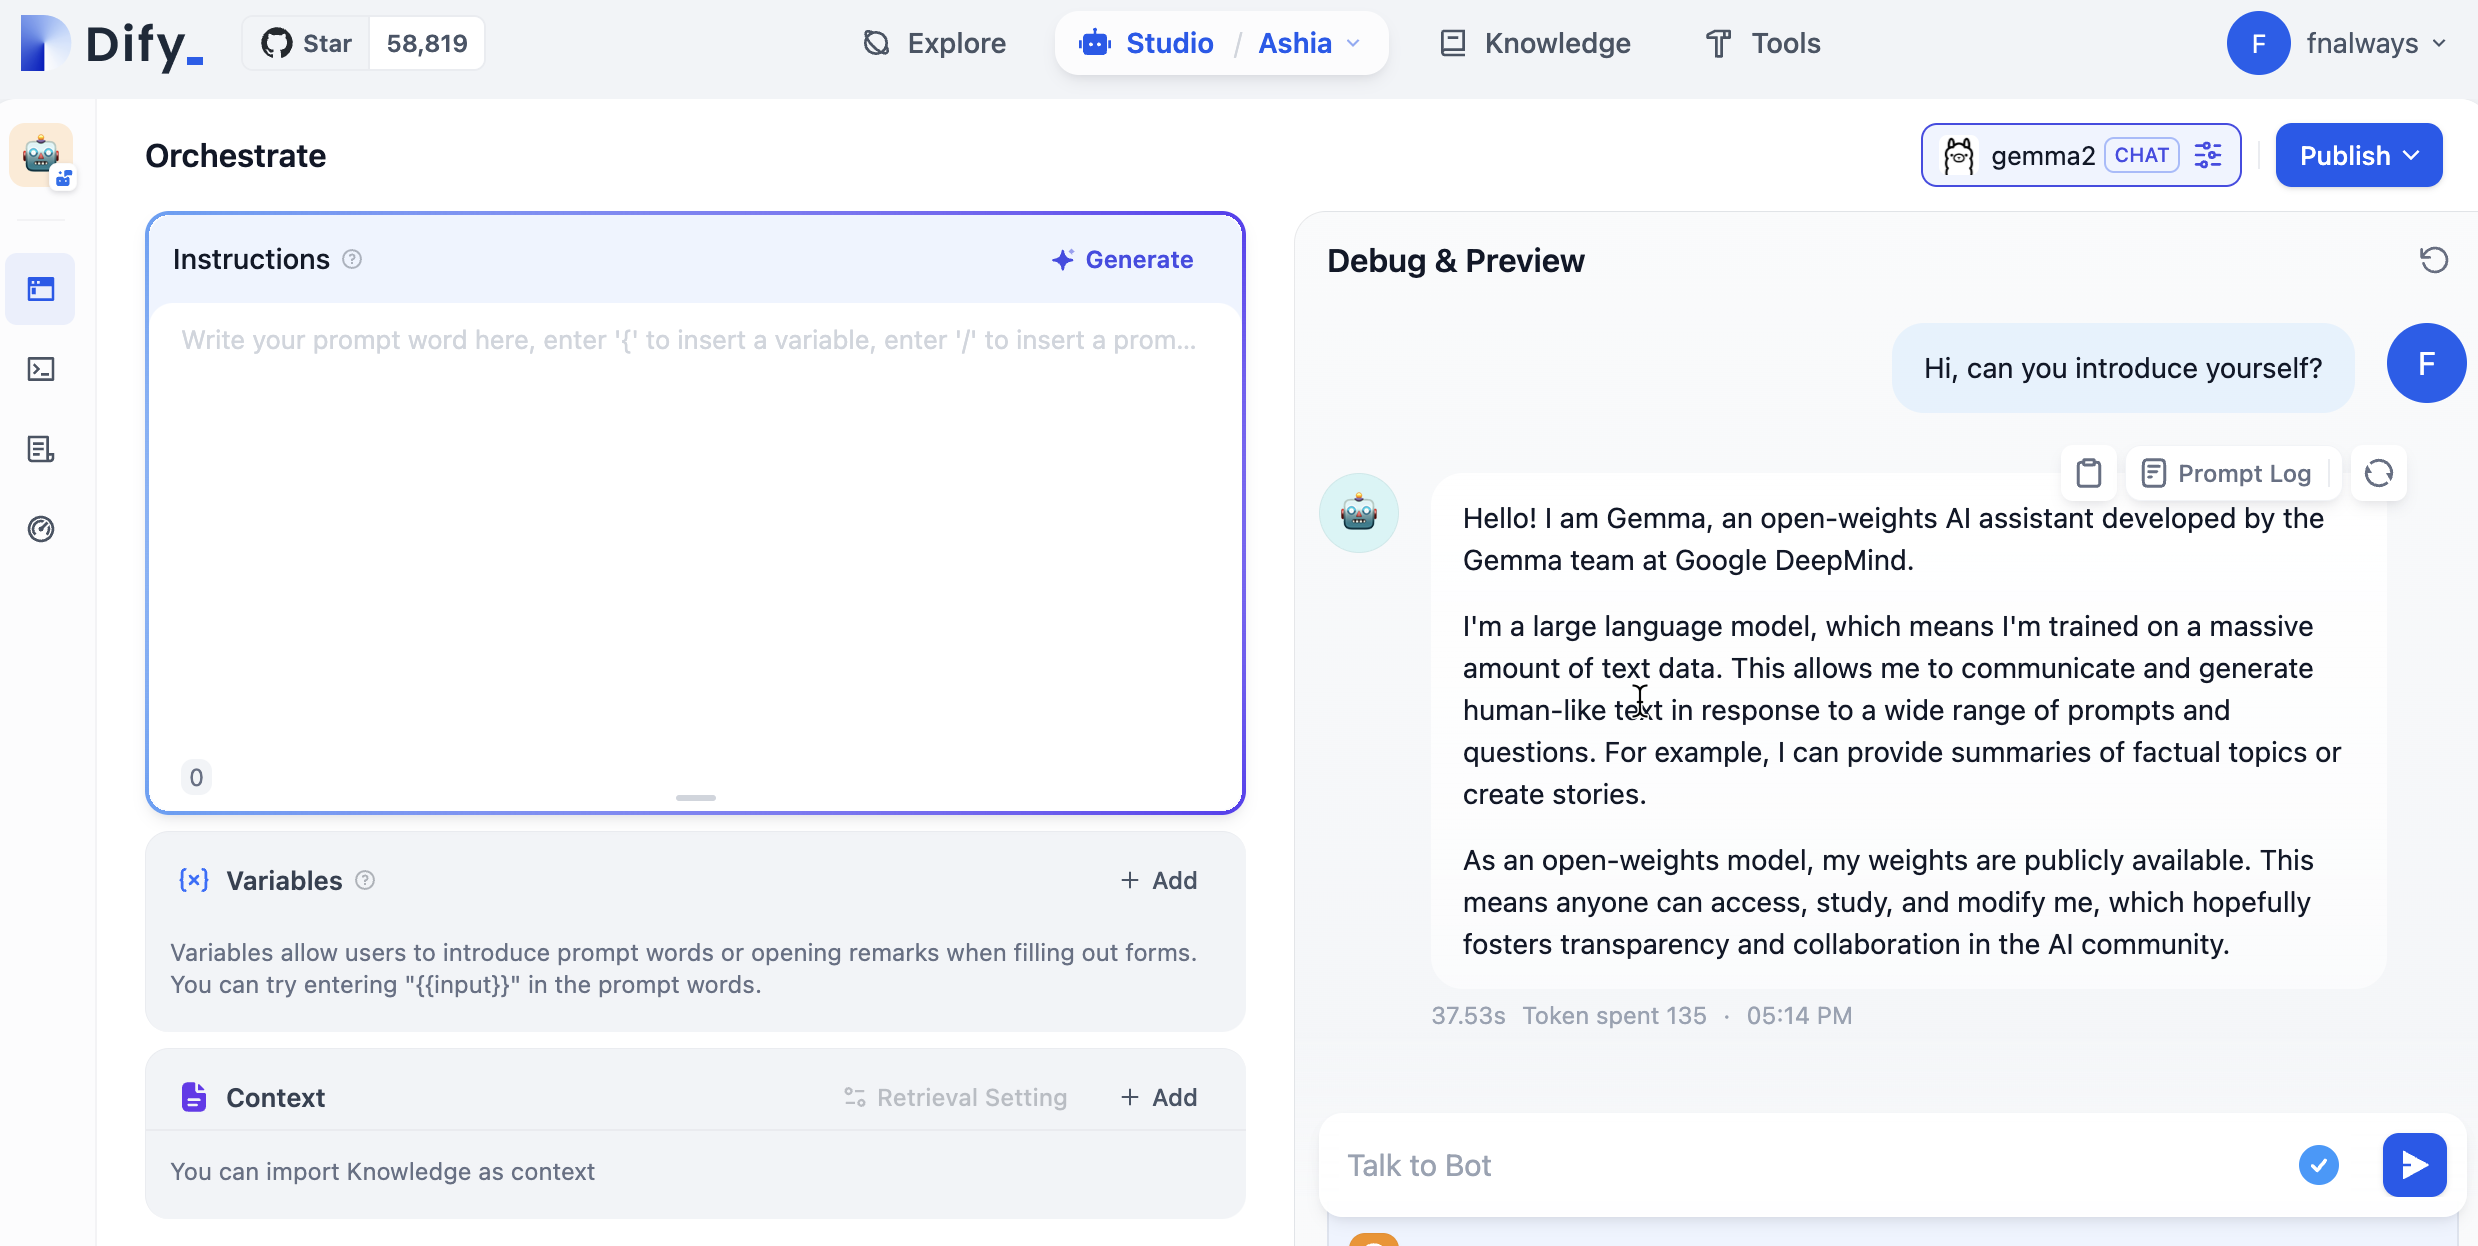 Dify_
Star 58,819
Explore
Studio / Ashia
Knowledge
Tools
F fnalways
Orchestrate
gemma2 CHAT
Publish
Instructions
Generate
Write your prompt word here, enter '{' to insert a variable, enter '/' to insert a prom...
0
Variables
+ Add
Variables allow users to introduce prompt words or opening remarks when filling out forms.
You can try entering "{{input}}" in the prompt words.
Context
Retrieval Setting
+ Add
You can import Knowledge as context
Debug & Preview
Hi, can you introduce yourself?
F
Prompt Log
Hello! I am Gemma, an open-weights AI assistant developed by the
Gemma team at Google DeepMind.
I'm a large language model, which means I'm trained on a massive
amount of text data. This allows me to communicate and generate
human-like text in response to a wide range of prompts and
questions. For example, I can provide summaries of factual topics or
create stories.
As an open-weights model, my weights are publicly available. This
means anyone can access, study, and modify me, which hopefully
fosters transparency and collaboration in the AI community.
37.53s Token spent 135 · 05:14 PM
Talk to Bot